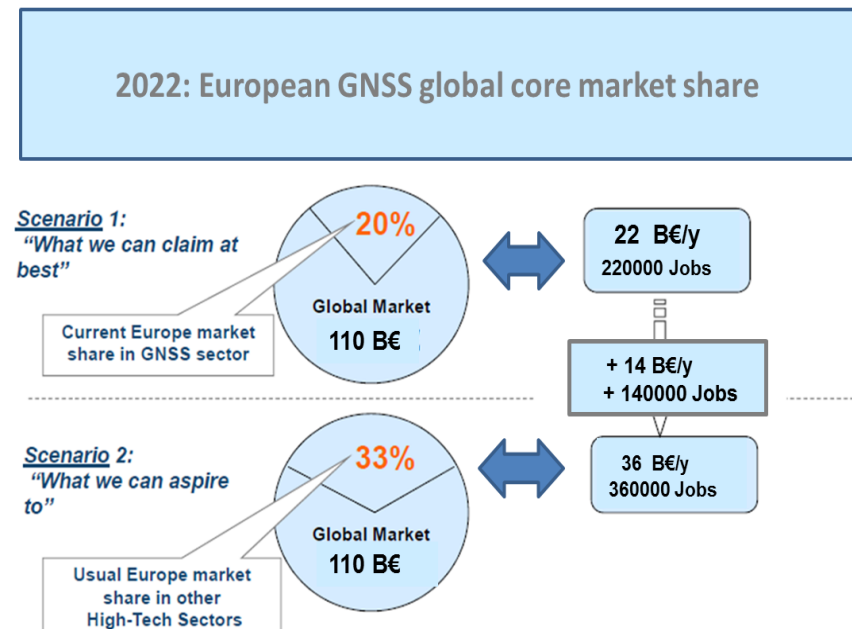 2022: European GNSS global core market share
Scenario 1:
"What we can claim at
best"
20%
Global Market
110 B€
Current Europe market
share in GNSS sector
22 B€/y
220000 Jobs
+ 14 B€/y
+ 140000 Jobs
Scenario 2:
"What we can aspire
to"
33%
Global Market
110 B€
Usual Europe market
share in other
High-Tech Sectors
36 B€/y
360000 Jobs